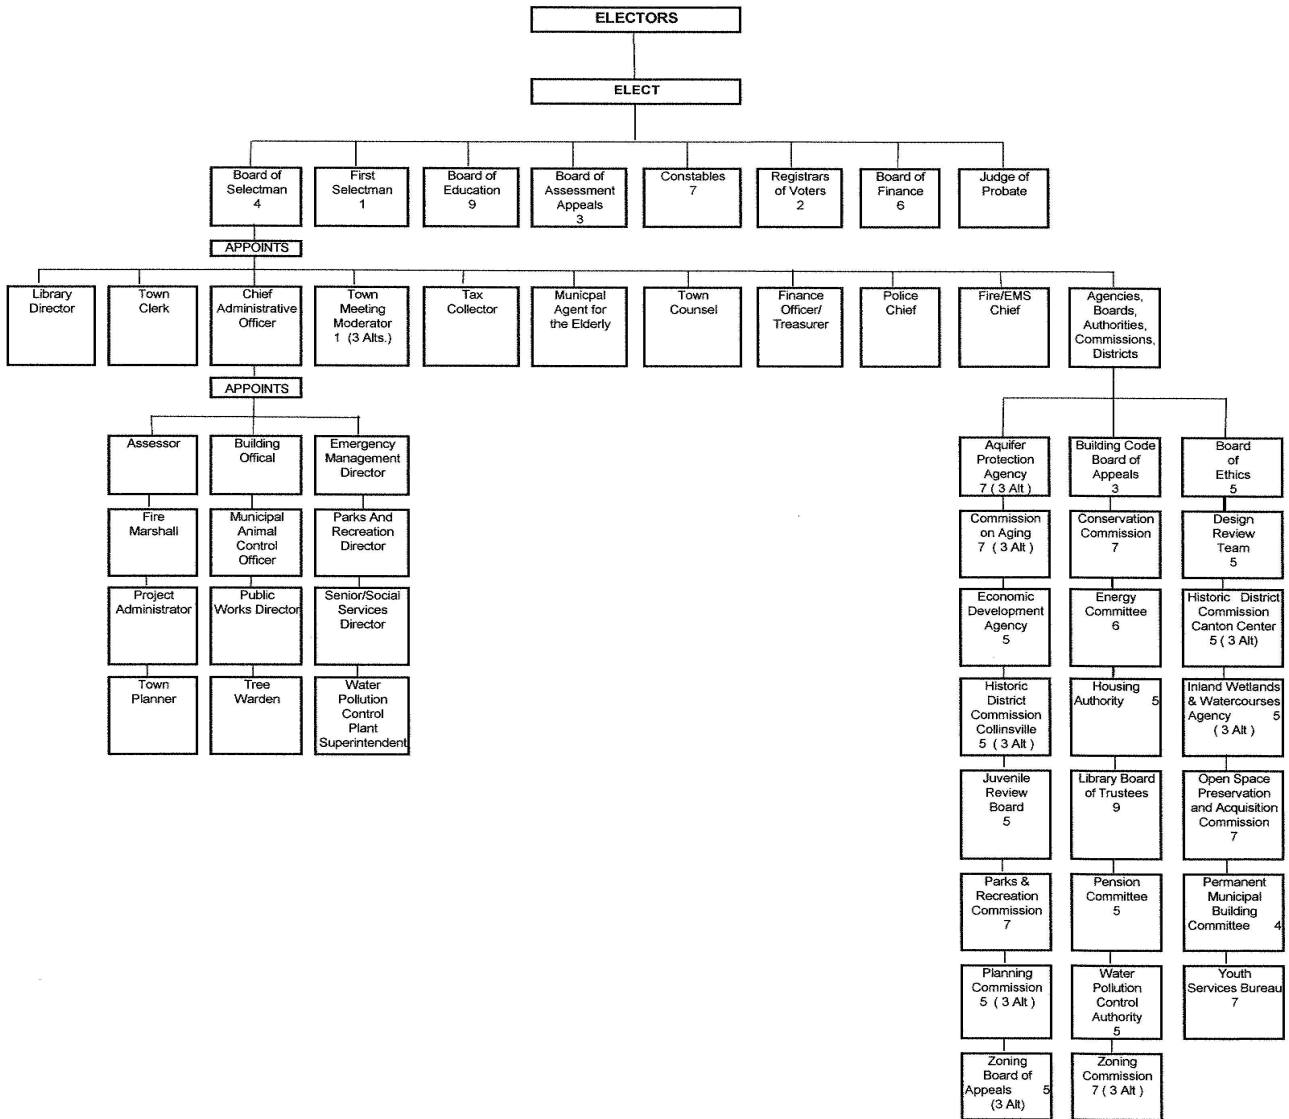 ELECTORS
ELECT
Board of
Selectman
4
First
Selectman
1
Board of
Education
9
Board of
Assessment
Appeals
3
Constables
7
Registrars
of Voters
2
Board of
Finance
6
Judge of
Probate
APPOINTS
Library
Director
Town
Clerk
Chief
Administrative
Officer
Town
Meeting
Moderator
1 (3 Alts.)
Tax
Collector
Municpal
Agent for
the Elderly
Town
Counsel
Finance
Officer/
Treasurer
Police
Chief
Fire/EMS
Chief
Agencies,
Boards,
Authorities,
Commissions,
Districts
APPOINTS
Assessor
Building
Offical
Emergency
Management
Director
Fire
Marshall
Municipal
Animal
Control
Officer
Parks And
Recreation
Director
Project
Administrator
Public
Works Director
Senior/Social
Services
Director
Town
Planner
Tree
Warden
Water
Pollution
Control
Plant
Superintendent
Aquifer
Protection
Agency
7 ( 3 Alt )
Building Code
Board of
Appeals
3
Board
of
Ethics
5
Commission
on Aging
7 ( 3 Alt )
Conservation
Commission
7
Design
Review
Team
5
Economic
Development
Agency
5
Energy
Committee
6
Historic District
Commission
Canton Center
5 ( 3 Alt)
Historic
District
Commission
Collinsville
5 ( 3 Alt )
Housing
Authority 5
Inland Wetlands
& Watercourses
Agency 5
( 3 Alt )
Juvenile
Review
Board
5
Library Board
of Trustees
9
Open Space
Preservation
and Acquisition
Commission
7
Parks &
Recreation
Commission
7
Pension
Committee
5
Permanent
Municipal
Building
Committee 4
Planning
Commission
5 ( 3 Alt )
Water
Pollution
Control
Authority
5
Youth
Services Bureau
7
Zoning
Board of
Appeals 5
(3 Alt)
Zoning
Commission
7 ( 3 Alt )